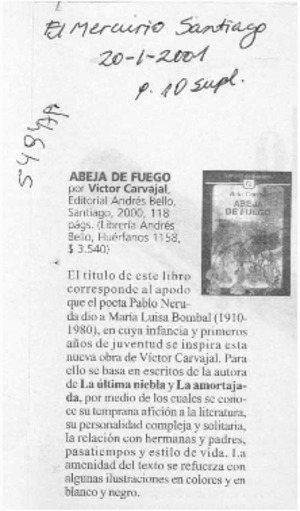 El Mercurio Santiago
20-1-2001
p. 10 supl.
ABEJA DE FUEGO
por Víctor Carvajal,
Editorial Andrés Bello,
Santiago, 2000, 118
págs. (Librería Andrés
Bello, Huérfanos 1158,
$ 3.540)
ABEJA
DE FUEGO
El título de este libro
corresponde al apodo
que el poeta Pablo Neru-
da dio a María Luisa Bombal (1910-
1980), en cuya infancia y primeros
años de juventud se inspira esta
nueva obra de Víctor Carvajal. Para
ello se basa en escritos de la autora
de La última niebla y La amortaja-
da, por medio de los cuales se cono-
ce su temprana afición a la literatura,
su personalidad compleja y solitaria,
la relación con hermanas y padres,
pasatiempos y estilo de vida. La
amenidad del texto se refuerza con
algunas ilustraciones en colores y en
blanco y negro.